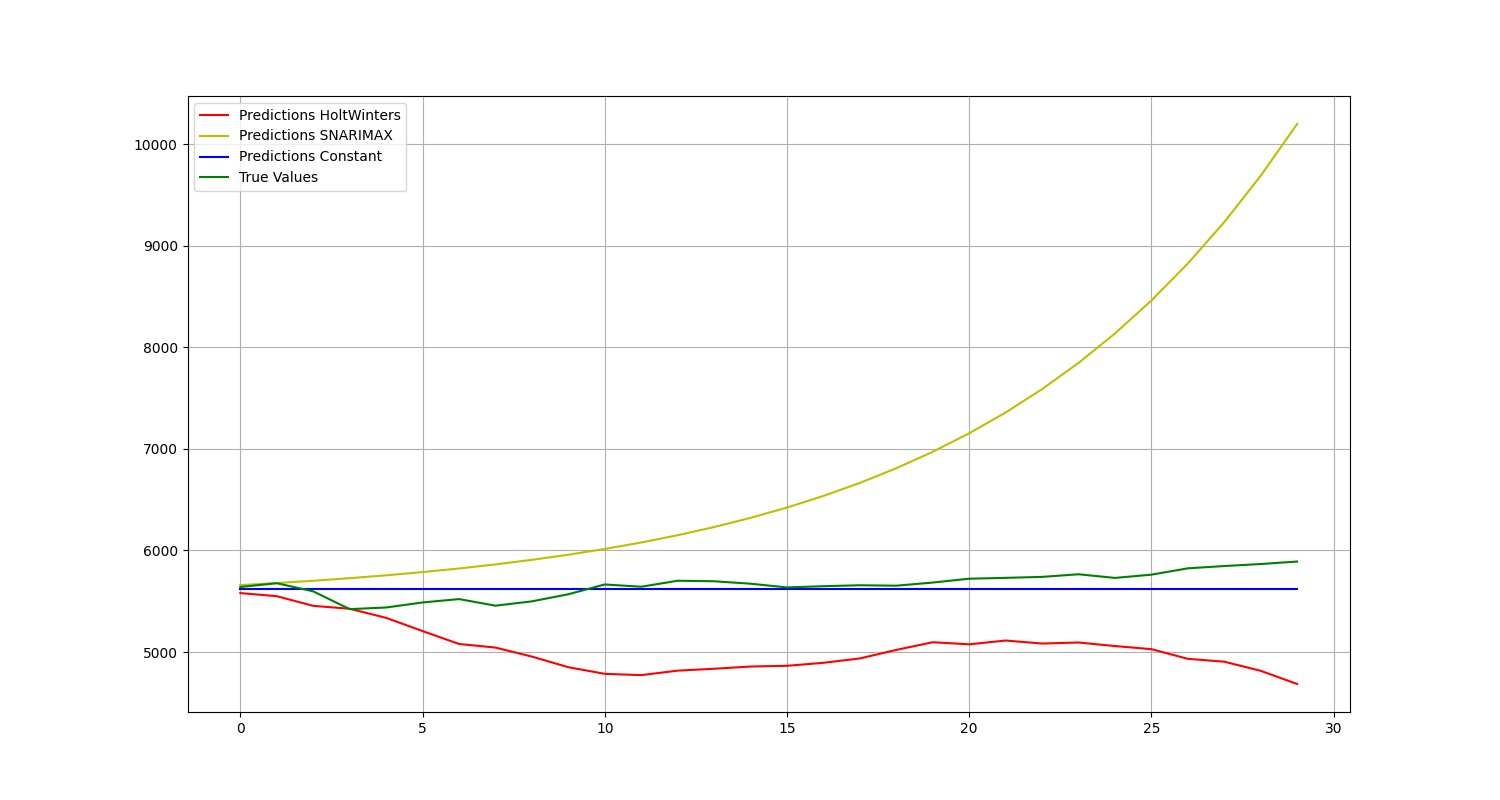 Predictions HoltWinters
Predictions SNARIMAX
Predictions Constant
True Values
10000
9000
8000
7000
6000
5000
0 5 10 15 20 25 30